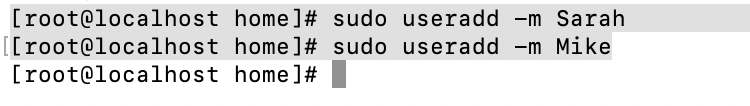 [root@localhost home]# sudo useradd -m Sarah
[root@localhost home]# sudo useradd -m Mike
[root@localhost home]#